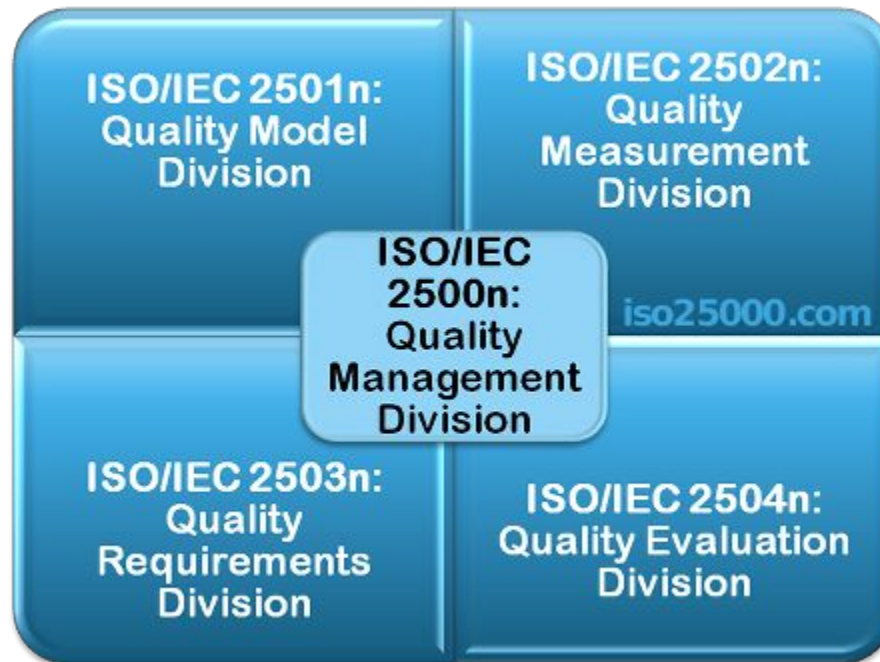 ISO/IEC 2501n:
Quality Model
Division
ISO/IEC 2502n:
Quality
Measurement
Division
ISO/IEC
2500n:
Quality
Management
Division
iso25000.com
ISO/IEC 2503n:
Quality
Requirements
Division
ISO/IEC 2504n:
Quality Evaluation
Division